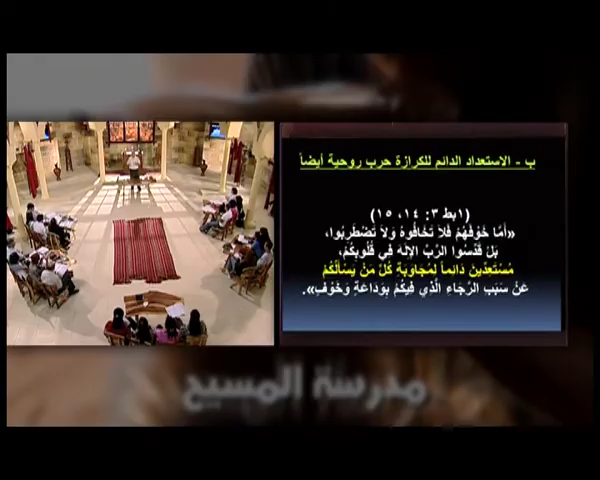 ب - الاستعداد الدائم للكرازة حرب روحية أيضاً
(١بط ٣: ١٤، ١٥)
«أَمَّا خَوْفَهُمْ فَلاَ تَخَافُوهُ وَلاَ تَضْطَرِبُوا،
بَلْ قَدِّسُوا الرَّبَّ الإِلَهَ فِي قُلُوبِكُمْ،
مُسْتَعِدِّينَ دَائِماً لِمُجَاوَبَةِ كُلِّ مَنْ يَسْأَلُكُمْ
عَنْ سَبَبِ الرَّجَاءِ الَّذِي فِيكُمْ بِوَدَاعَةٍ وَخَوْفٍ».
مدرسة المسيح